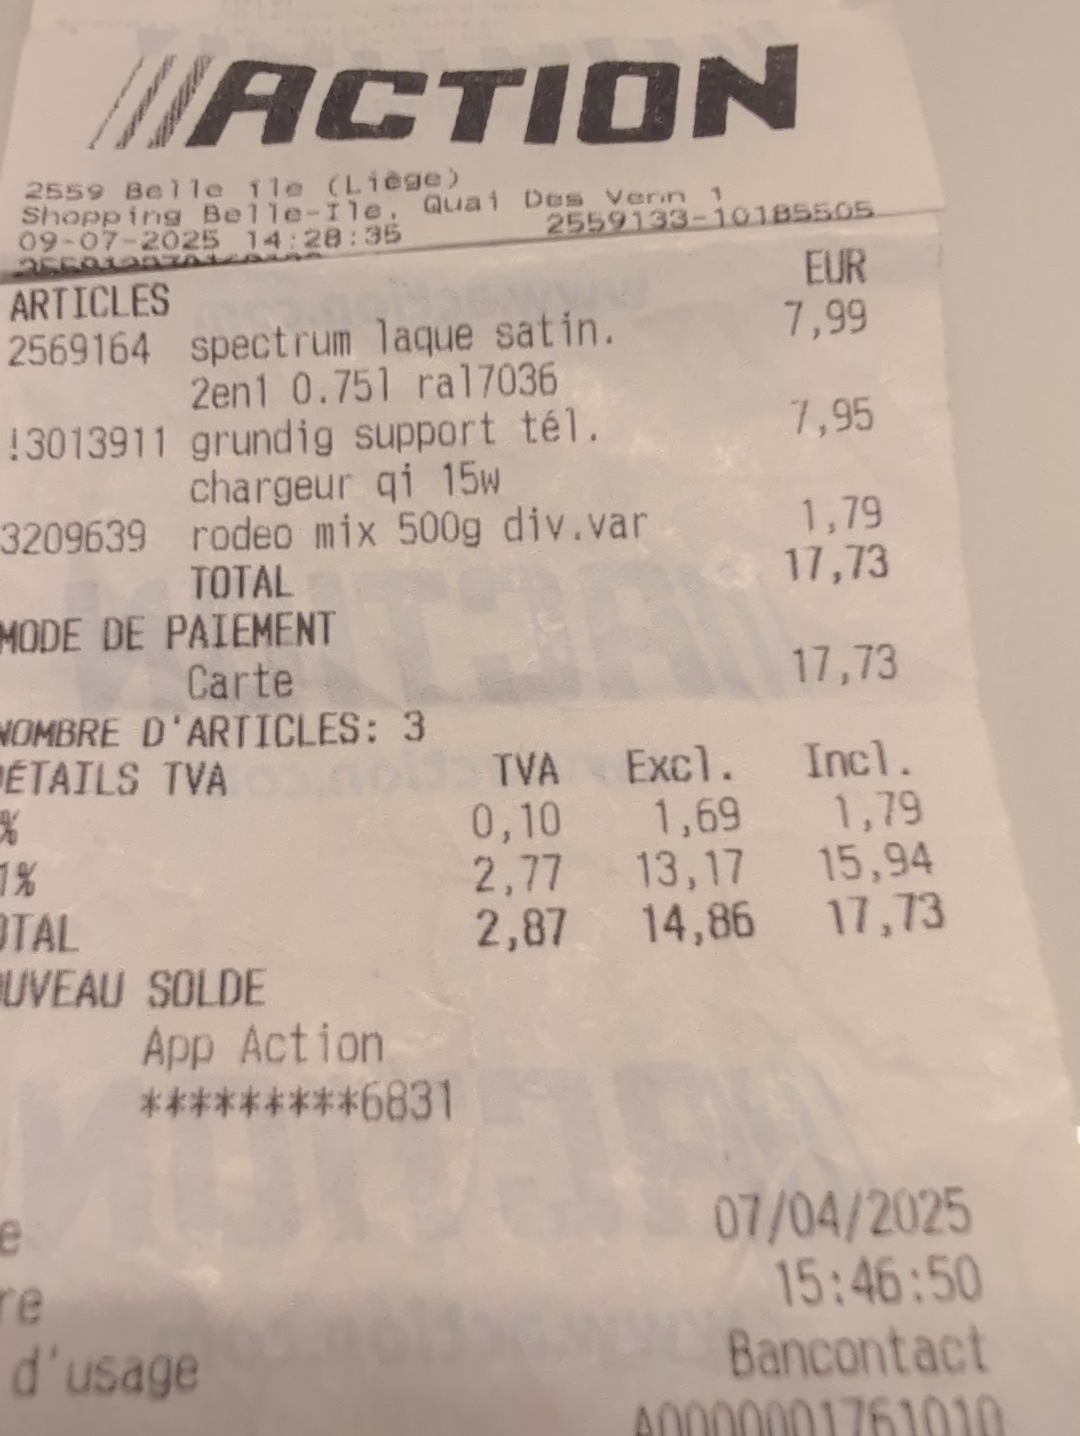 ACTION
2559 Belle île (Liège)
Shopping Belle-Ile, Quai Des Venn 1
09-07-2025 14:28:35 2559133-10185505
EUR
ARTICLES
2569164 spectrum laque satin. 7,99
2en1 0.75l ral7036
!3013911 grundig support tél. 7,95
chargeur qi 15w
3209639 rodeo mix 500g div.var 1,79
TOTAL 17,73
MODE DE PAIEMENT
Carte 17,73
NOMBRE D'ARTICLES: 3
DÉTAILS TVA TVA Excl. Incl.
% 0,10 1,69 1,79
1% 2,77 13,17 15,94
OTAL 2,87 14,86 17,73
OUVEAU SOLDE
App Action
*********6831
e 07/04/2025
re 15:46:50
d'usage Bancontact
A0000001761010